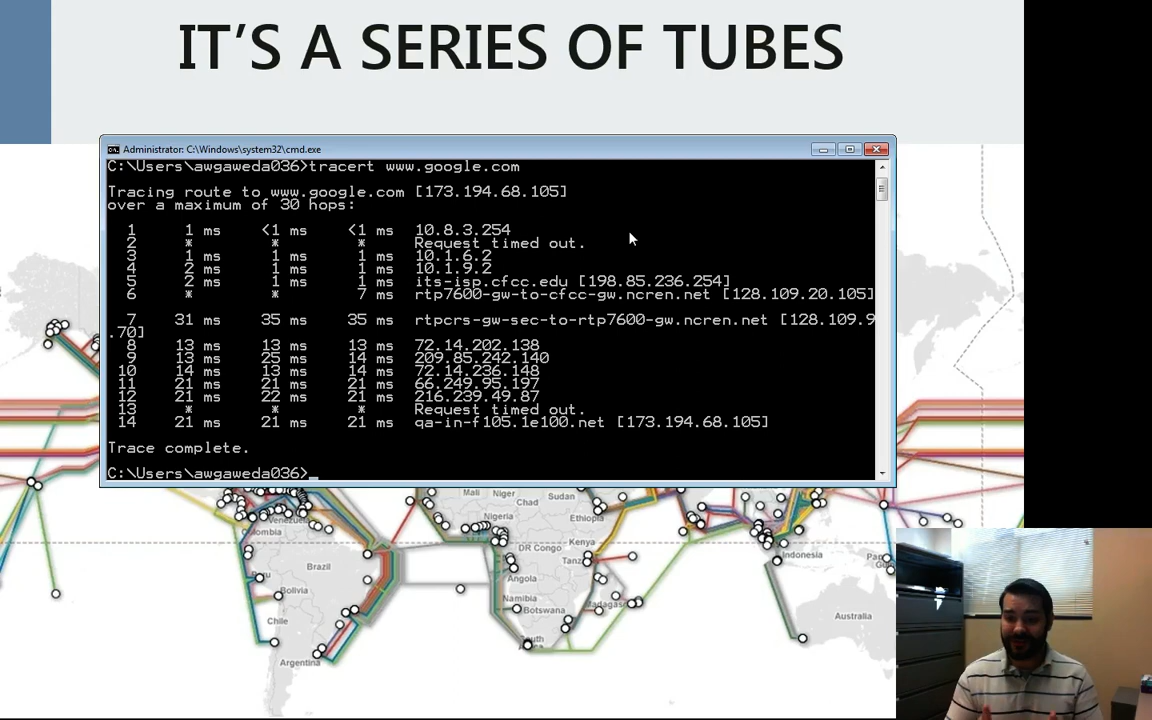 IT'S A SERIES OF TUBES
Administrator: C:\Windows\system32\cmd.exe
C:\Users\awgaweda036>tracert www.google.com
Tracing route to www.google.com [173.194.68.105]
over a maximum of 30 hops:
1 1 ms <1 ms <1 ms 10.8.3.254
2 * * * Request timed out.
3 1 ms 1 ms 1 ms 10.1.6.2
4 2 ms 1 ms 1 ms 10.1.9.2
5 2 ms 1 ms 1 ms its-isp.cfcc.edu [198.85.236.254]
6 * * 7 ms rtp7600-gw-to-cfcc-gw.ncren.net [128.109.20.105]
7 31 ms 35 ms 35 ms rtpcrs-gw-sec-to-rtp7600-gw.ncren.net [128.109.9
.70]
8 13 ms 13 ms 13 ms 72.14.202.138
9 13 ms 25 ms 14 ms 209.85.242.140
10 14 ms 13 ms 14 ms 72.14.236.148
11 21 ms 21 ms 21 ms 66.249.95.197
12 21 ms 22 ms 21 ms 216.239.49.87
13 * * * Request timed out.
14 21 ms 21 ms 21 ms qa-in-f105.1e100.net [173.194.68.105]
Trace complete.
C:\Users\awgaweda036>_
Mali Niger Sudan
Chad
Nigeria
Ethiopia
Venezuela
Colombia
Kenya
DR Congo
Indonesia
Brazil
Angola
Bolivia
Namibia
Botswana
Madagascar
Australia
Chile
South
Argentina